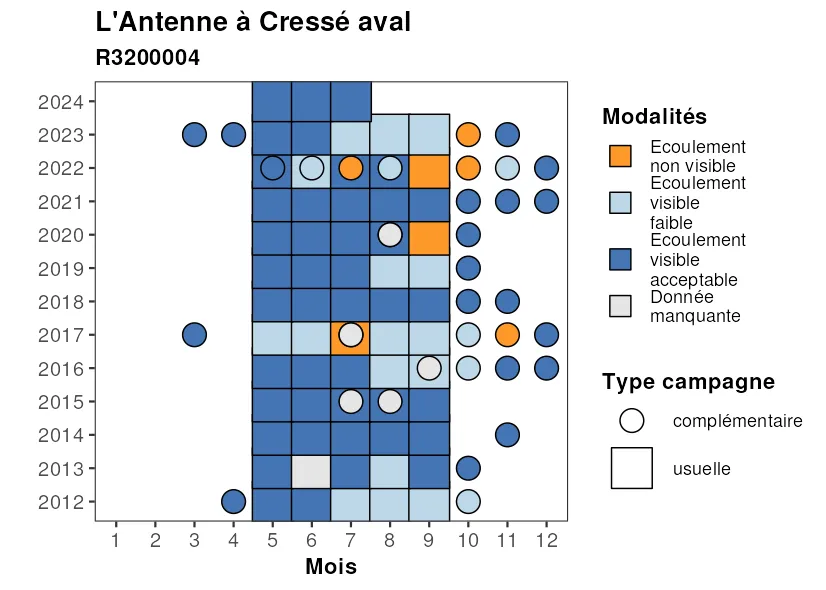 L'Antenne à Cressé aval
R3200004
2024
2023
2022
2021
2020
2019
2018
2017
2016
2015
2014
2013
2012
1 2 3 4 5 6 7 8 9 10 11 12
Mois
Modalités
Ecoulement
non visible
Ecoulement
visible
faible
Ecoulement
visible
acceptable
Donnée
manquante
Type campagne
complémentaire
usuelle